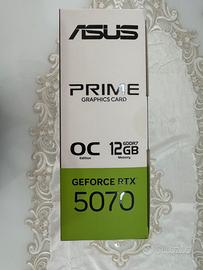 ASUS
PRIME
GRAPHICS CARD
OC 12GB GDDR7
Edition Memory
GEFORCE RTX
5070